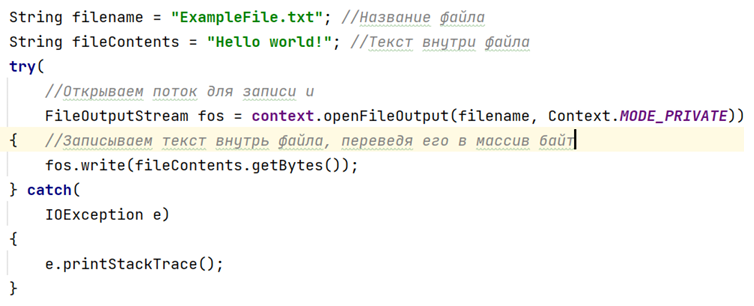 String filename = "ExampleFile.txt"; //Название файла
String fileContents = "Hello world!"; //Текст внутри файла
try(
//Открываем поток для записи и
FileOutputStream fos = context.openFileOutput(filename, Context.MODE_PRIVATE))
{ //Записываем текст внутрь файла, переведя его в массив байт
fos.write(fileContents.getBytes());
} catch(
IOException e)
{
e.printStackTrace();
}